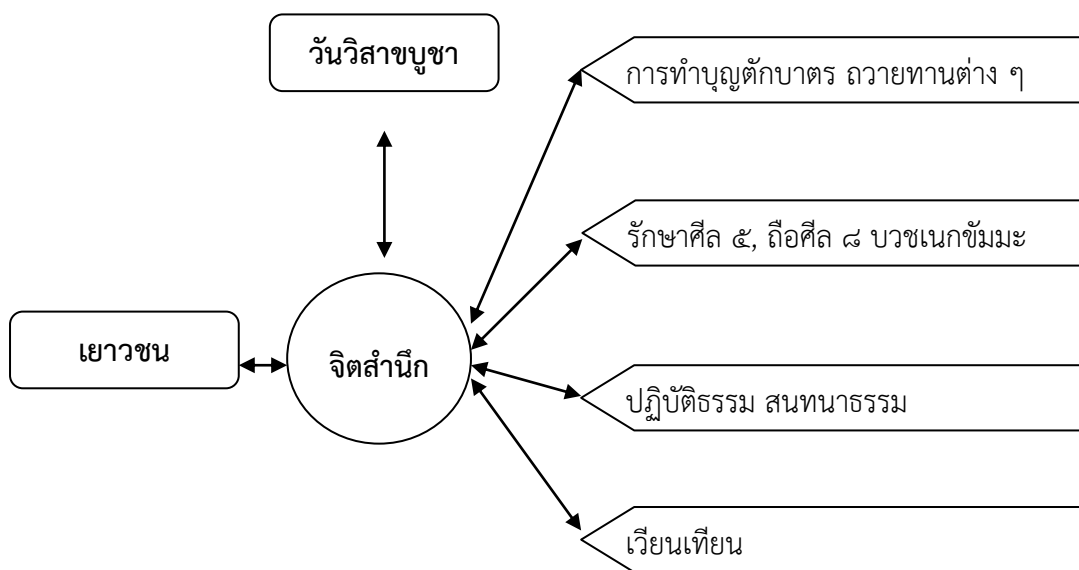 วันวิสาขบูชา
การทำบุญตักบาตร ถวายทานต่าง ๆ
รักษาศีล ๕, ถือศีล ๘ บวชเนกขัมมะ
เยาวชน
จิตสำนึก
ปฏิบัติธรรม สนทนาธรรม
เวียนเทียน